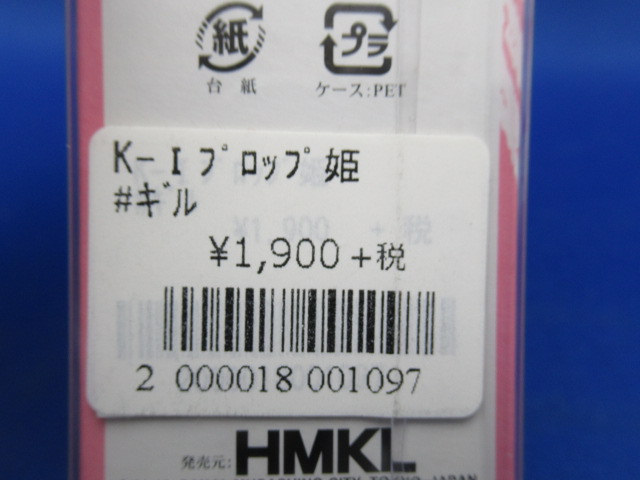 紙 プラ
台紙 ケース:PET
K-Iプロップ姫
#ギル
¥1,900+税
2 000018 001097
発売元: HMKL